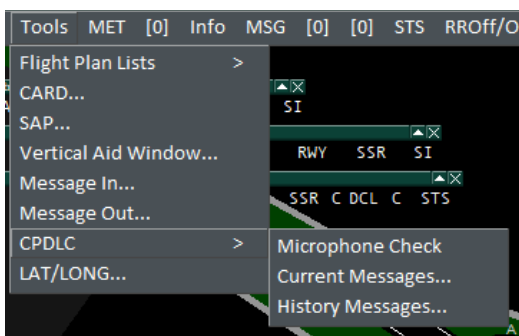 Tools MET [0] Info MSG [0] [0] STS RROff/O
Flight Plan Lists >
CARD...
SI
SAP...
Vertical Aid Window...
RWY SSR SI
Message In...
Message Out...
SSR C DCL C STS
CPDLC >
Microphone Check
LAT/LONG...
Current Messages...
History Messages...
A